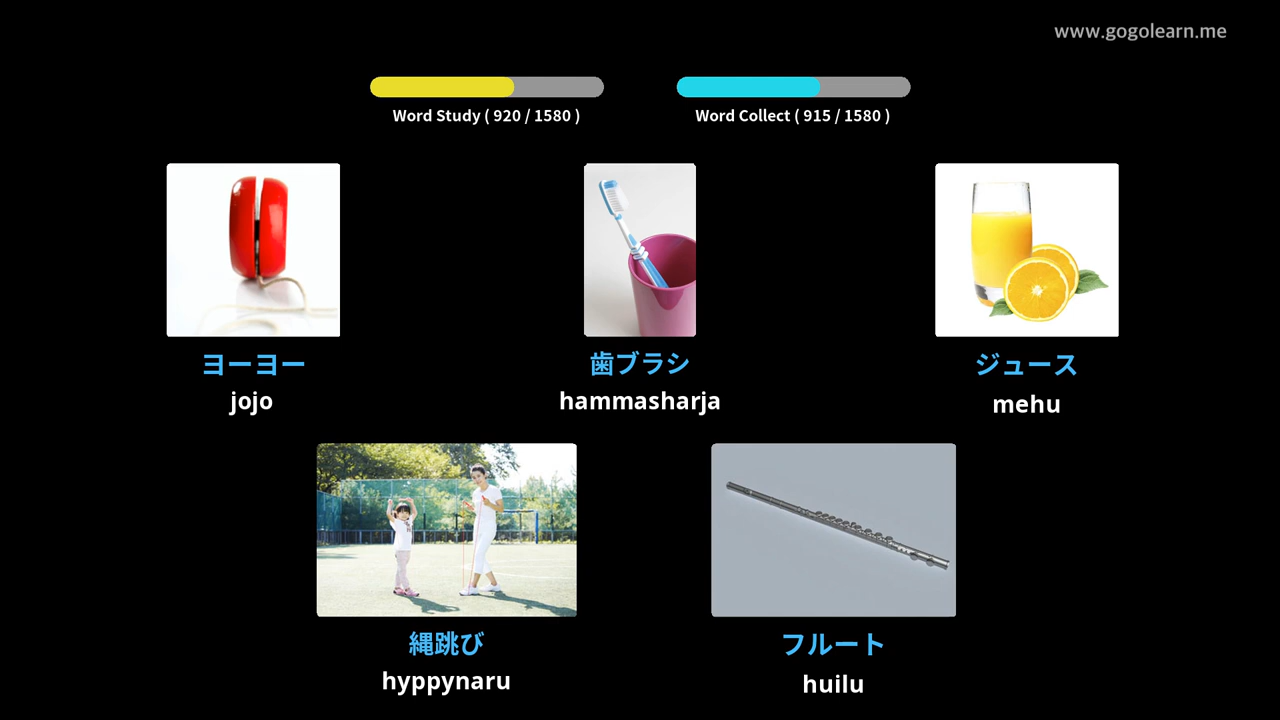 www.gogolearn.me
Word Study ( 920 / 1580 )
Word Collect ( 915 / 1580 )
ヨーヨー
jojo
歯ブラシ
hammasharja
ジュース
mehu
縄跳び
hyppynaru
フルート
huilu